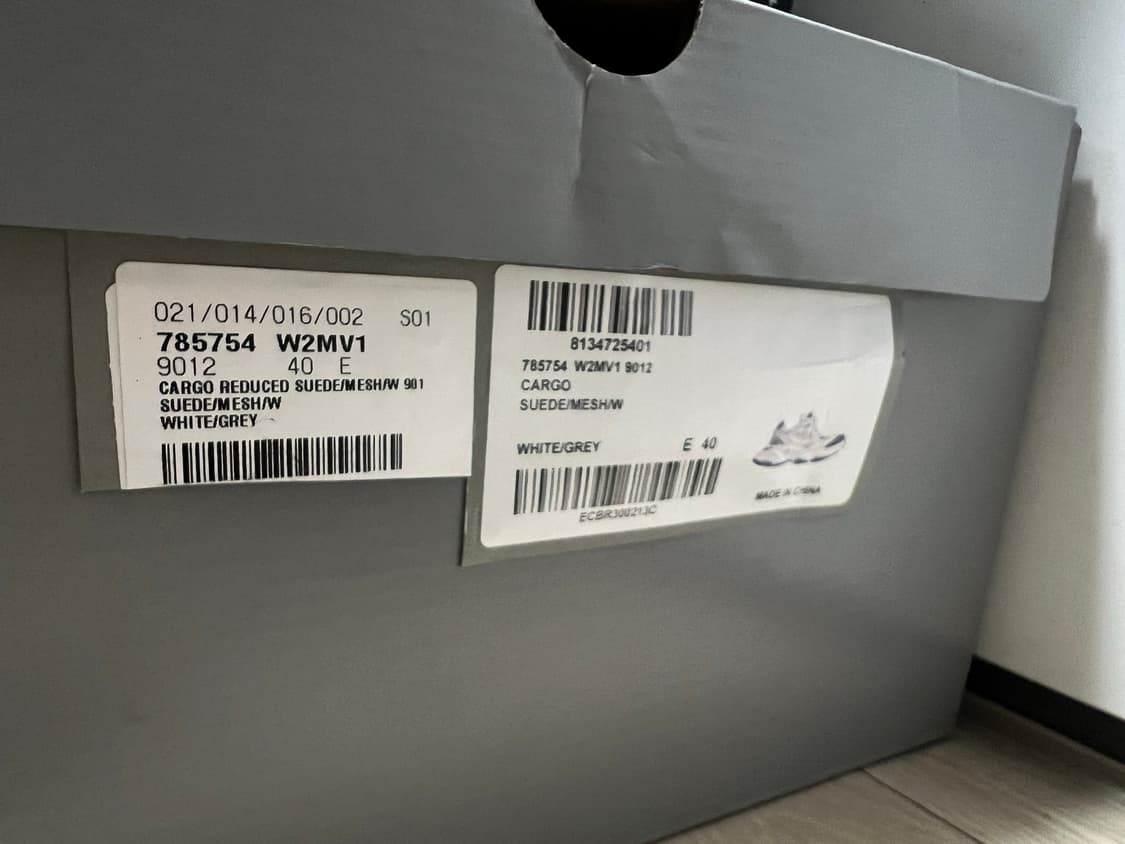 021/014/016/002 S01
785754 W2MV1
9012 40 E
CARGO REDUCED SUEDE/MESH/W 901
SUEDE/MESH/W
WHITE/GREY
8134725401
785754 W2MV1 9012
CARGO
SUEDE/MESH/W
WHITE/GREY E 40
ECBR300213C
MADE IN CHINA